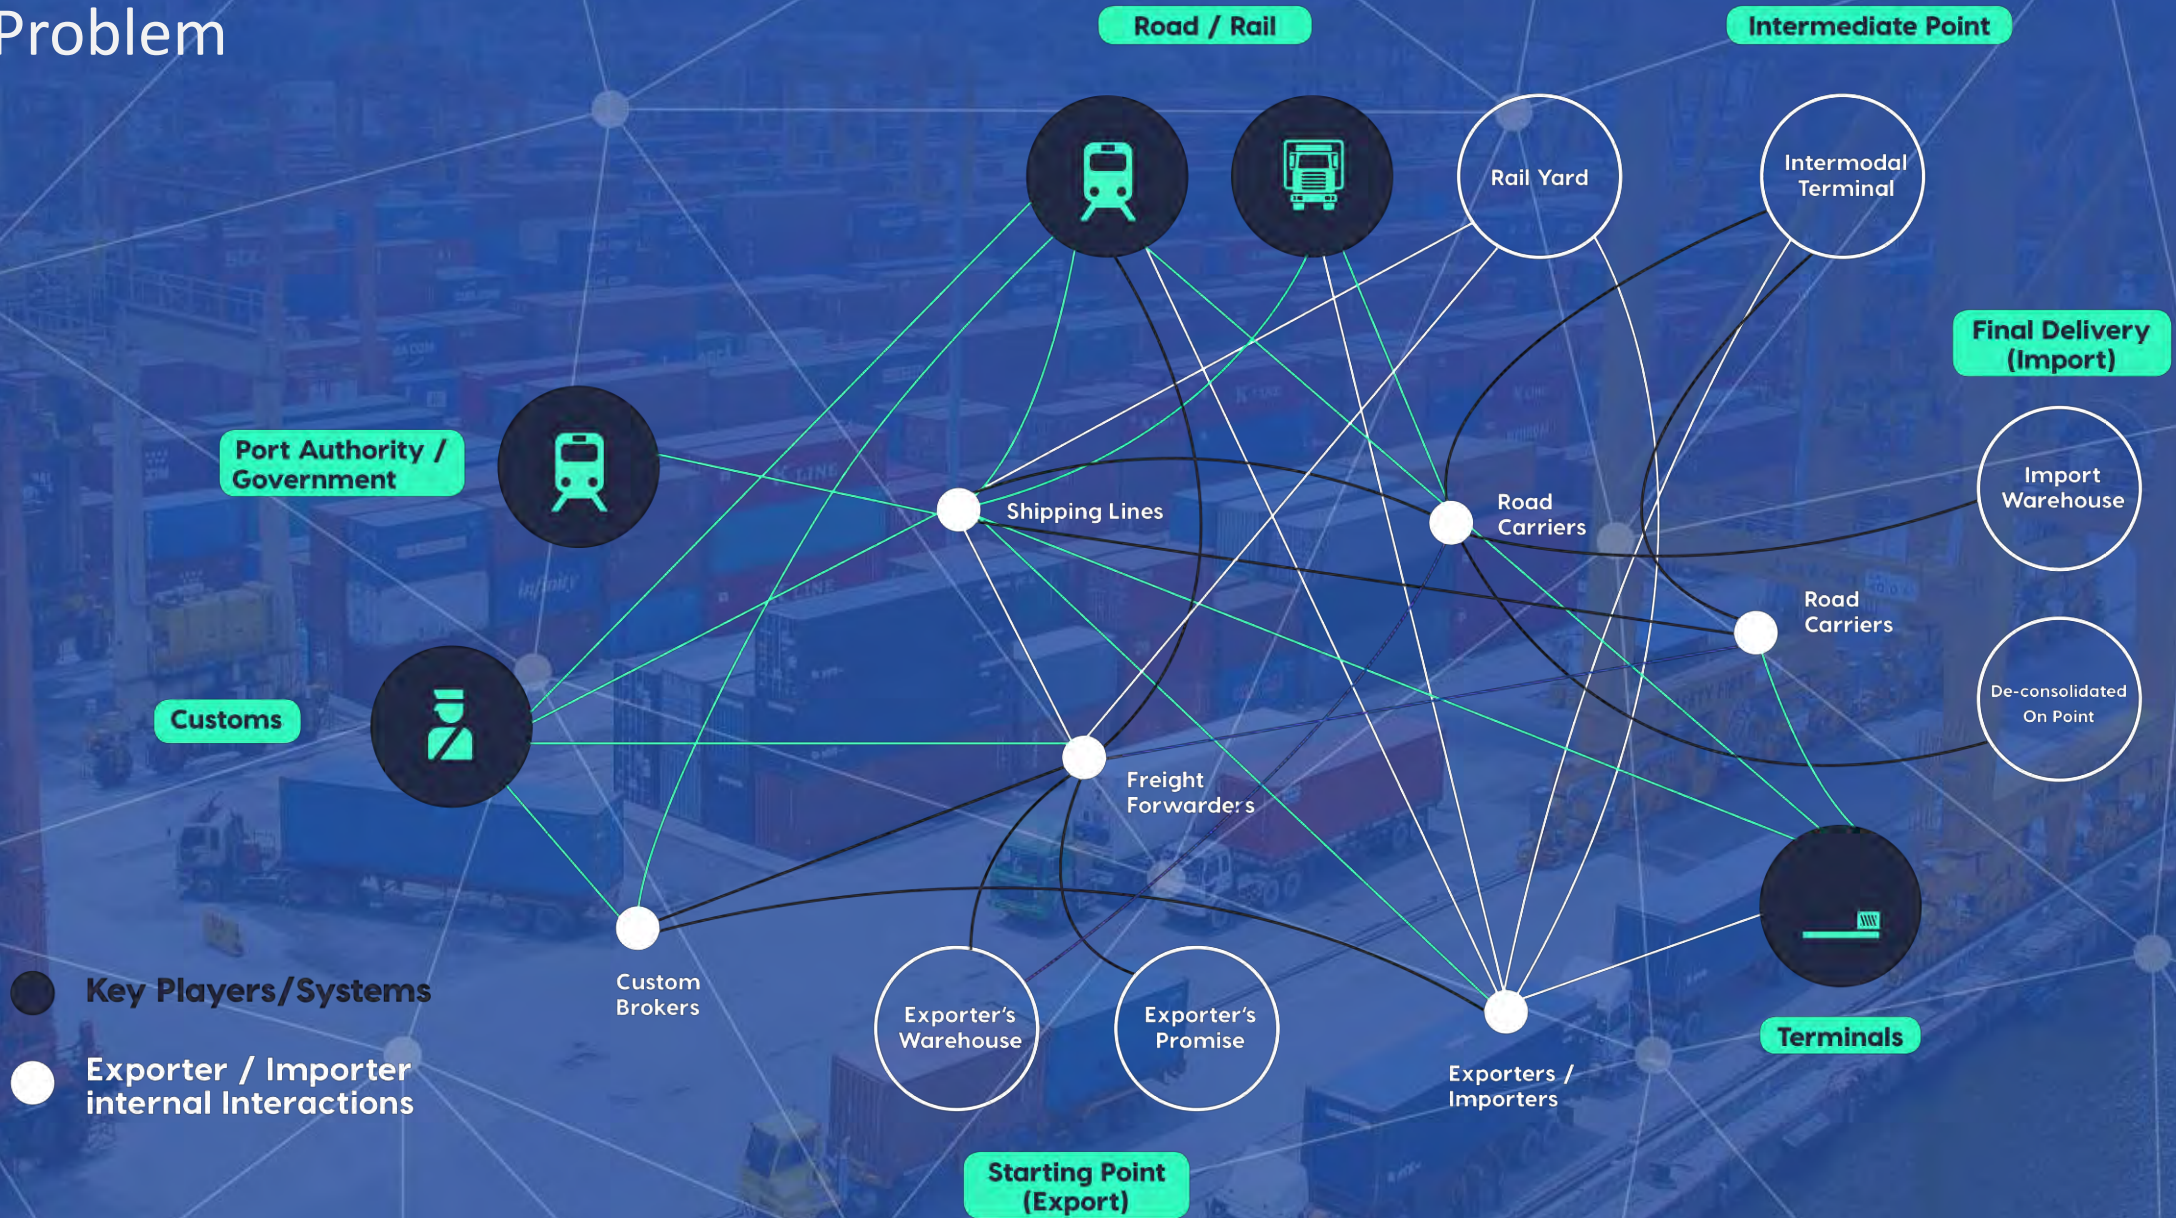 Problem
Road / Rail
Intermediate Point
Rail Yard
Intermodal
Terminal
Final Delivery
(Import)
Port Authority /
Government
Import
Warehouse
Shipping Lines
Road
Carriers
Road
Carriers
Customs
De-consolidated
On Point
Freight
Forwarders
Key Players/Systems
Custom
Brokers
Exporter's
Warehouse
Exporter's
Promise
Terminals
Exporter / Importer
internal Interactions
Exporters /
Importers
Starting Point
(Export)
K LINE
infinity